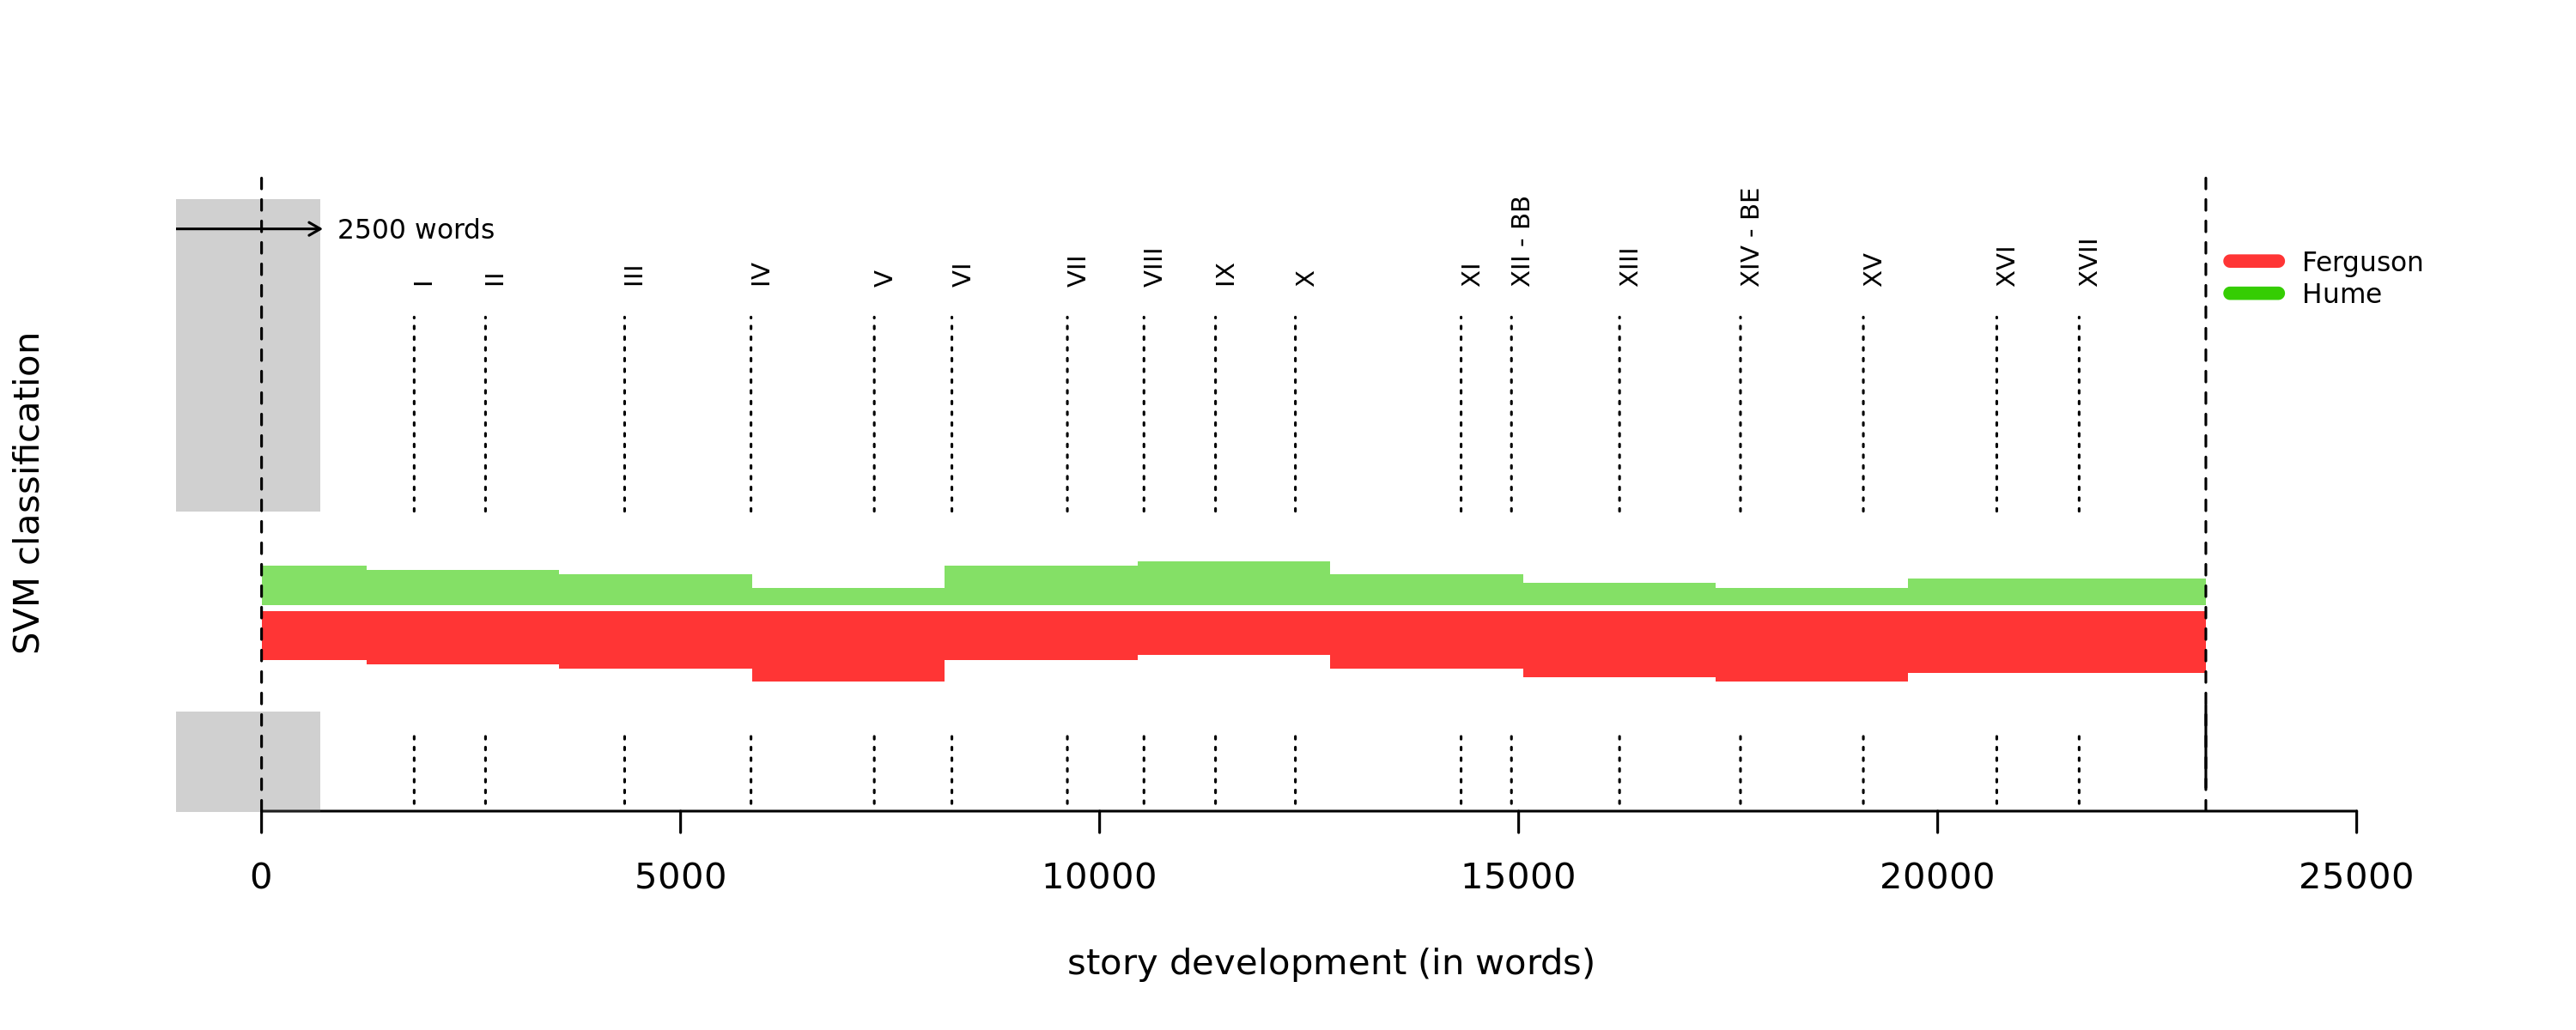 2500 words
I
II
III
IV
V
VI
VII
VIII
IX
X
XI
XII - BB
XIII
XIV - BE
XV
XVI
XVII
Ferguson
Hume
SVM classification
0
5000
10000
15000
20000
25000
story development (in words)